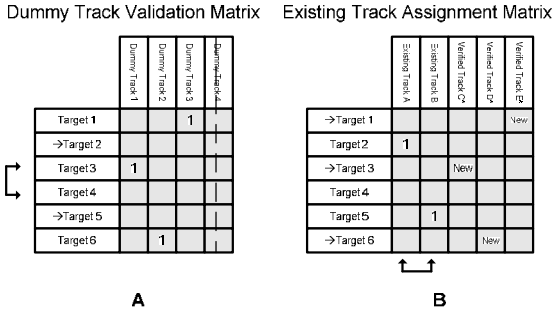 Dummy Track Validation Matrix
Existing Track Assignment Matrix
Dummy Track 1
Dummy Track 2
Dummy Track 3
Dummy Track 4
Existing Track A
Existing Track B
Verified Track C*
Verified Track D*
Verified Track E*
Target 1
1
→Target 2
Target 3
1
Target 4
→Target 5
Target 6
1
→Target 1
New
Target 2
1
→Target 3
New
Target 4
Target 5
1
→Target 6
New
A
B